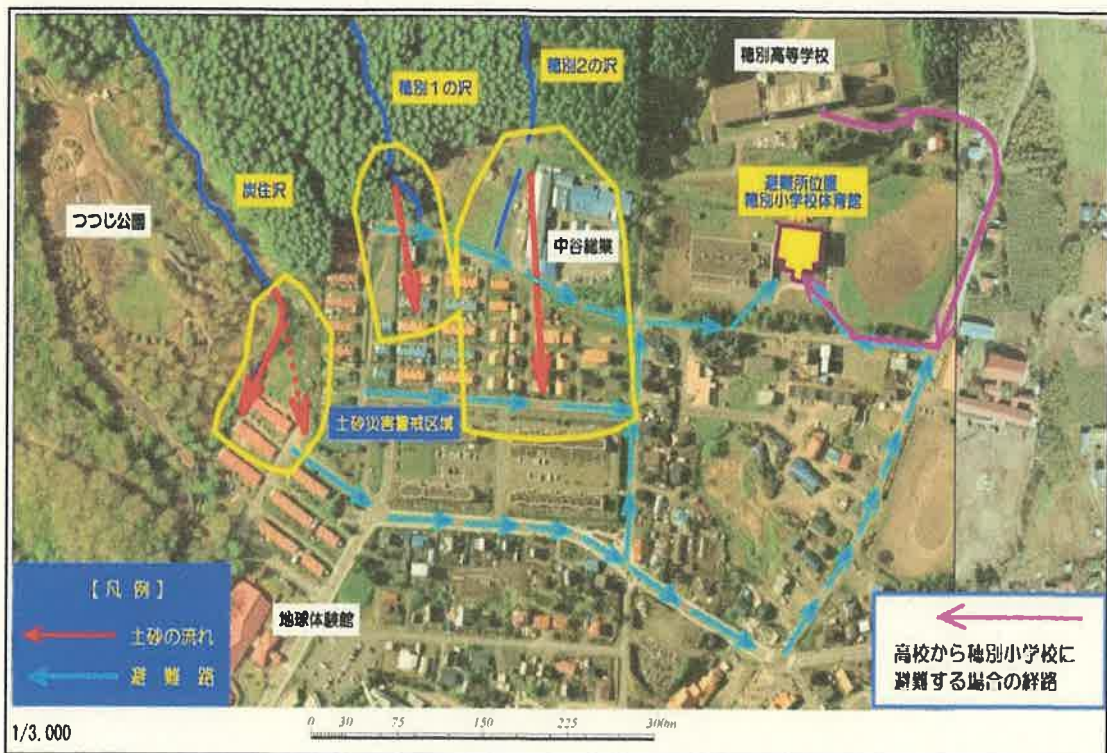 穂別高等学校
穂別2の沢
穂別1の沢
避難所位置
穂別小学校体育館
炭住沢
つつじ公園
中谷総業
土砂災害警戒区域
【凡例】
土砂の流れ
避難路
地球体験館
高校から穂別小学校に
避難する場合の経路
1/3.000
0 30 75 150 225 300m